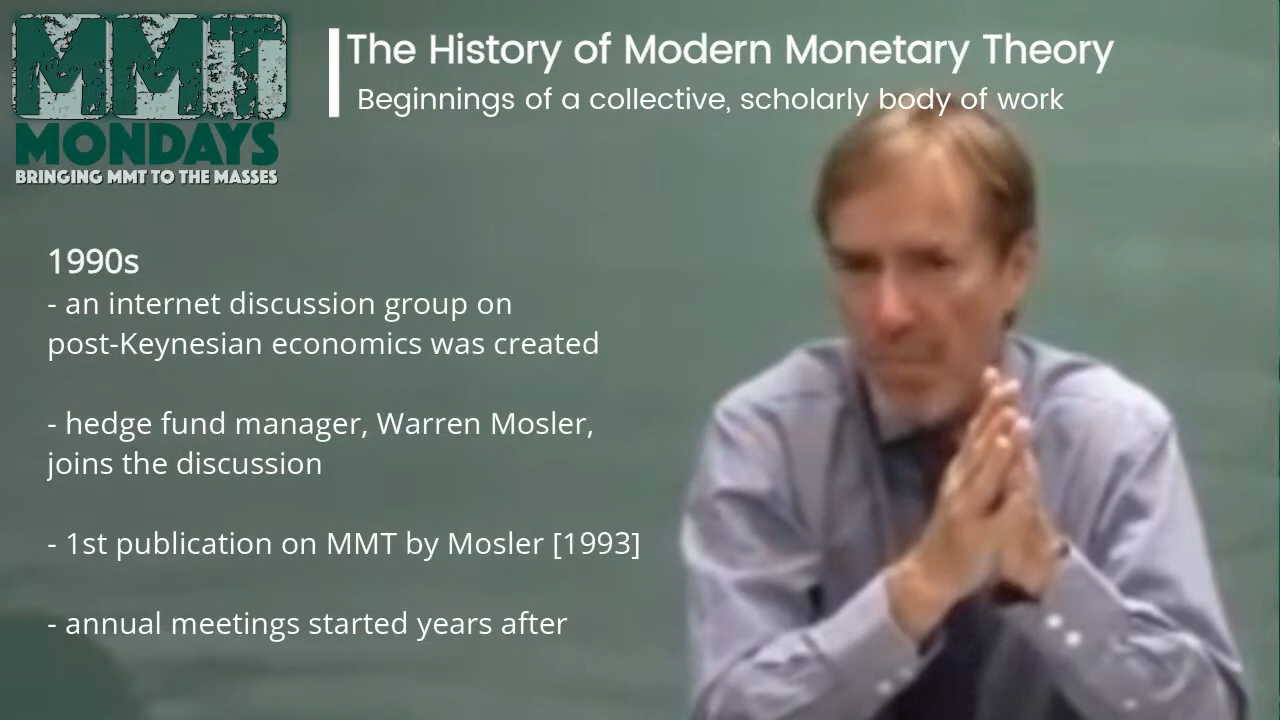 MMT
MONDAYS
BRINGING MMT TO THE MASSES
The History of Modern Monetary Theory
Beginnings of a collective, scholarly body of work
1990s
- an internet discussion group on
post-Keynesian economics was created
- hedge fund manager, Warren Mosler,
joins the discussion
- 1st publication on MMT by Mosler [1993]
- annual meetings started years after